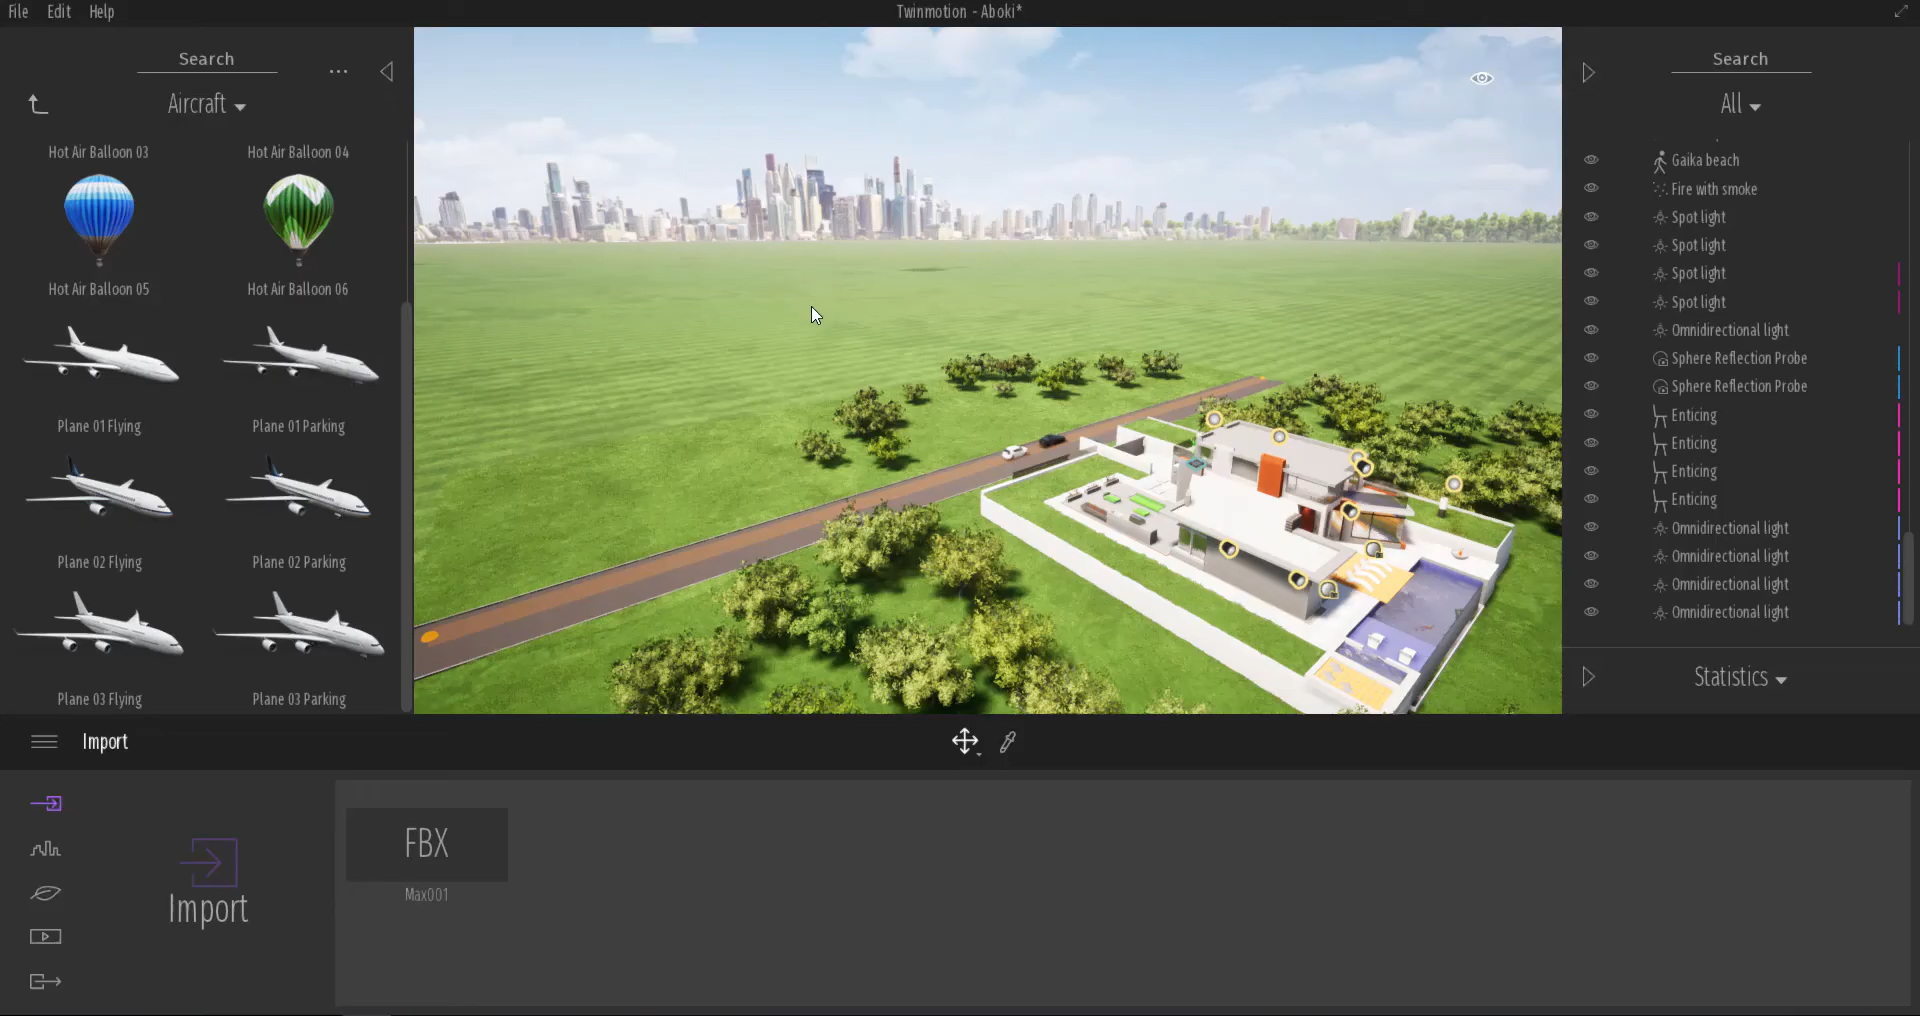 File Edit Help
Twinmotion - Aboki*
Search
...
Aircraft
Hot Air Balloon 03
Hot Air Balloon 04
Hot Air Balloon 05
Hot Air Balloon 06
Plane 01 Flying
Plane 01 Parking
Plane 02 Flying
Plane 02 Parking
Plane 03 Flying
Plane 03 Parking
Search
All
Gaika beach
Fire with smoke
Spot light
Spot light
Spot light
Spot light
Omnidirectional light
Sphere Reflection Probe
Sphere Reflection Probe
Enticing
Enticing
Enticing
Enticing
Omnidirectional light
Omnidirectional light
Omnidirectional light
Omnidirectional light
Statistics
Import
Import
FBX
Max001